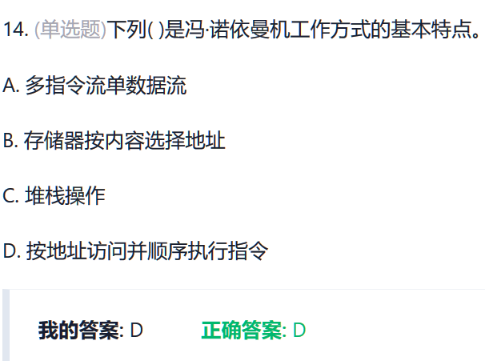 14. (单选题)下列( )是冯·诺依曼机工作方式的基本特点。
A. 多指令流单数据流
B. 存储器按内容选择地址
C. 堆栈操作
D. 按地址访问并顺序执行指令
我的答案: D 正确答案: D